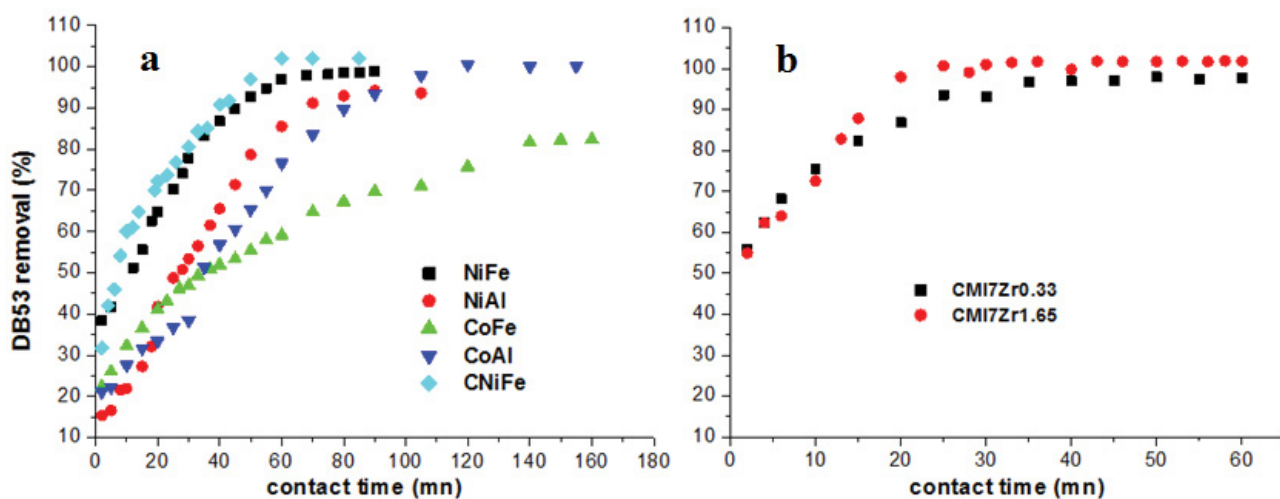 a
DB53 removal (%)
110
100
90
80
70
60
50
40
30
20
10
0 20 40 60 80 100 120 140 160 180
contact time (mn)
NiFe
NiAl
CoFe
CoAl
CNiFe
b
110
100
90
80
70
60
50
40
30
20
10
0 10 20 30 40 50 60
contact time (mn)
CMI7Zr0.33
CMI7Zr1.65